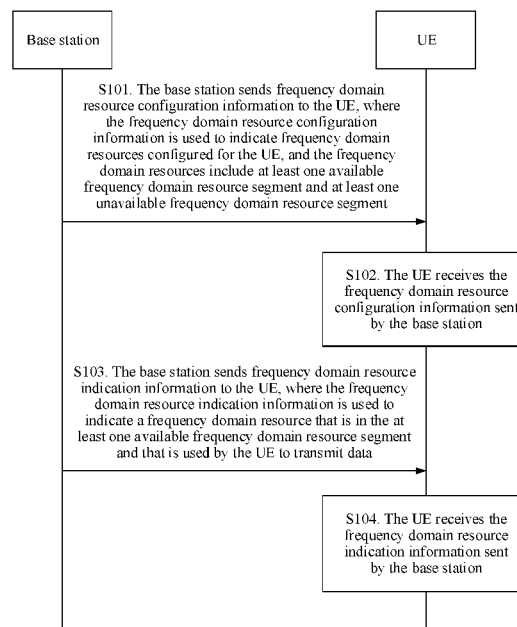 Base station
UE
S101. The base station sends frequency domain
resource configuration information to the UE, where
the frequency domain resource configuration
information is used to indicate frequency domain
resources configured for the UE, and the frequency
domain resources include at least one available
frequency domain resource segment and at least one
unavailable frequency domain resource segment
S102. The UE receives the
frequency domain resource
configuration information sent
by the base station
S103. The base station sends frequency domain resource
indication information to the UE, where the frequency
domain resource indication information is used to
indicate a frequency domain resource that is in the at
least one available frequency domain resource segment
and that is used by the UE to transmit data
S104. The UE receives the
frequency domain resource
indication information sent
by the base station